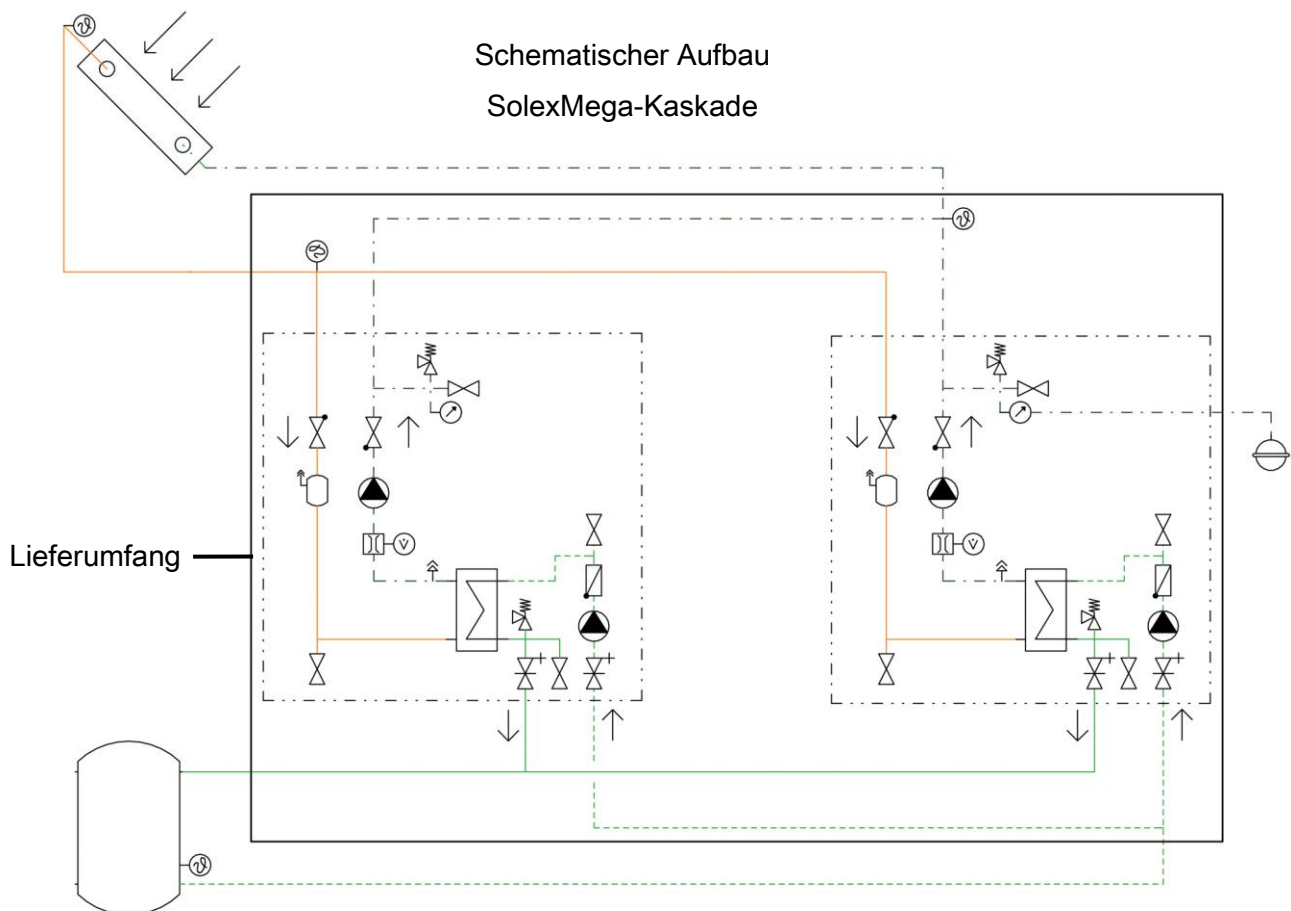 Schematischer Aufbau
SolexMega-Kaskade
ϑ
ϑ
ϑ
V̇
V̇
Lieferumfang
ϑ